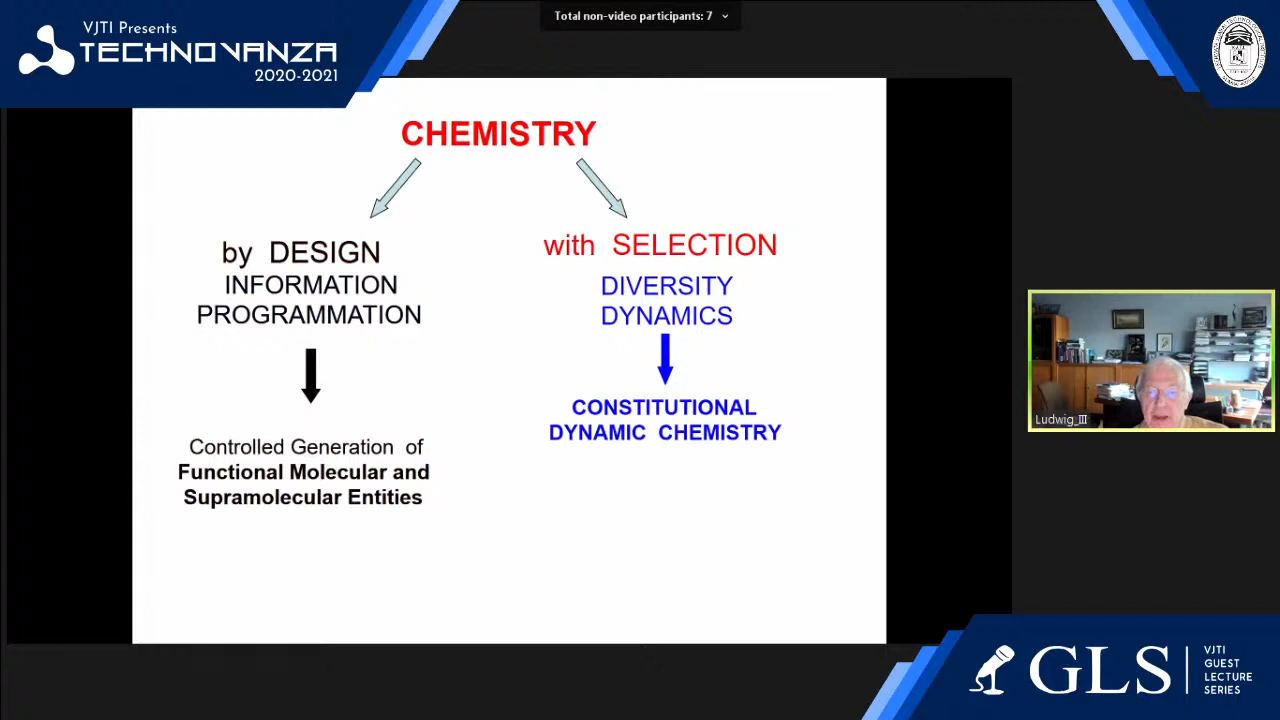 VJTI Presents
TECHNOVANZA
2020-2021
Total non-video participants: 7
CHEMISTRY
by DESIGN
INFORMATION
PROGRAMMATION
Controlled Generation of
Functional Molecular and
Supramolecular Entities
with SELECTION
DIVERSITY
DYNAMICS
CONSTITUTIONAL
DYNAMIC CHEMISTRY
Ludwig_III
GLS
VJTI
GUEST
LECTURE
SERIES